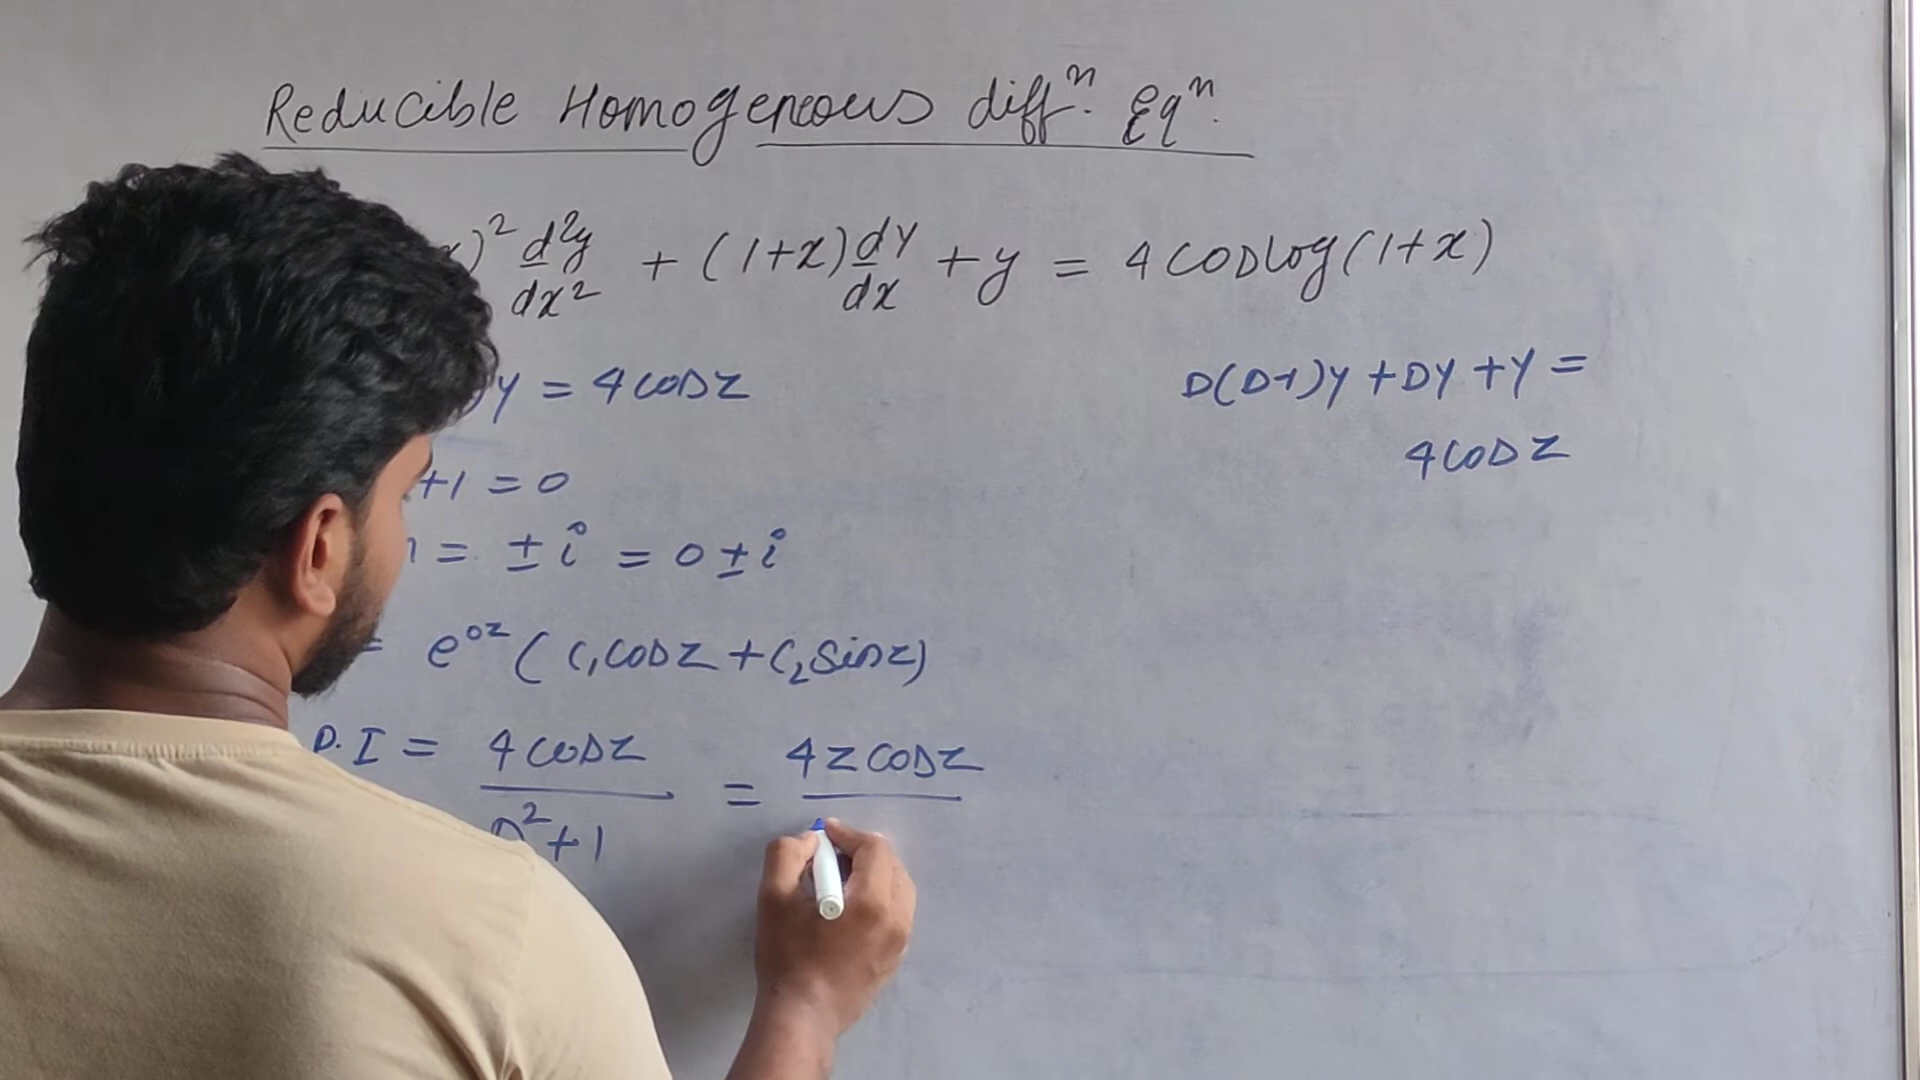 Reducible Homogeneous diffⁿ. Eqⁿ.
)² d²y/dx² + (1+x) dy/dx + y = 4 cos log(1+x)
)y = 4 cos z
D(D-1)y + Dy + y =
4 cos z
+1 = 0
= ± i = 0 ± i
= e^{0z} (C₁ cos z + C₂ sin z)
P. I = 4 cos z / D² + 1 = 4 z cos z /